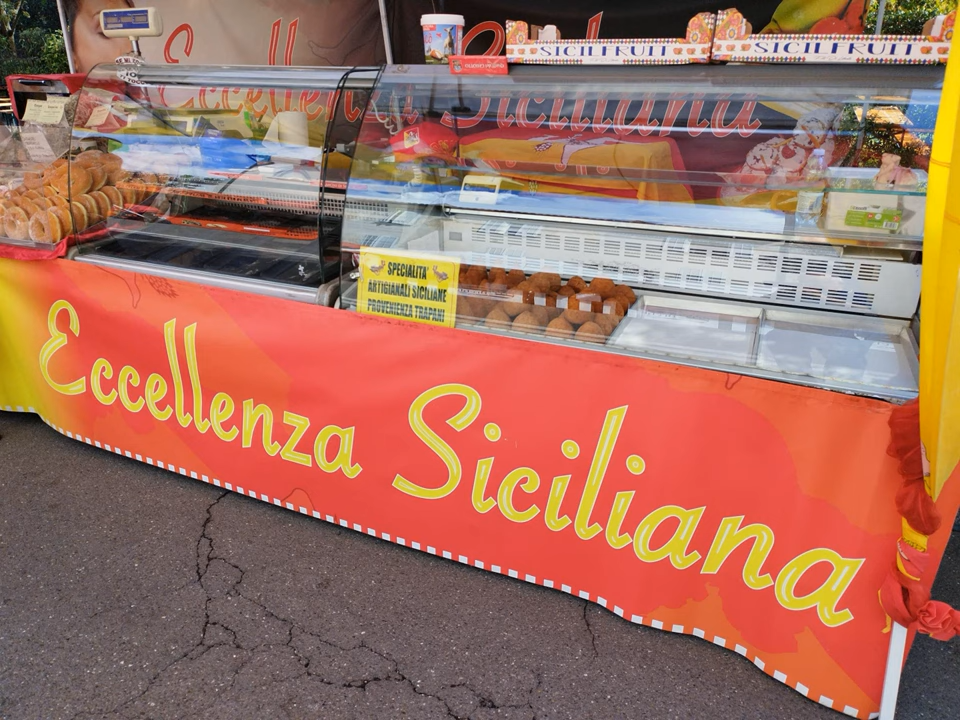 SICILFRUIT
SICILFRUIT
Eccellenza Siciliana
SPECIALITA'
ARTIGIANALI SICILIANE
PROVENIENZA TRAPANI
Eccellenza Siciliana